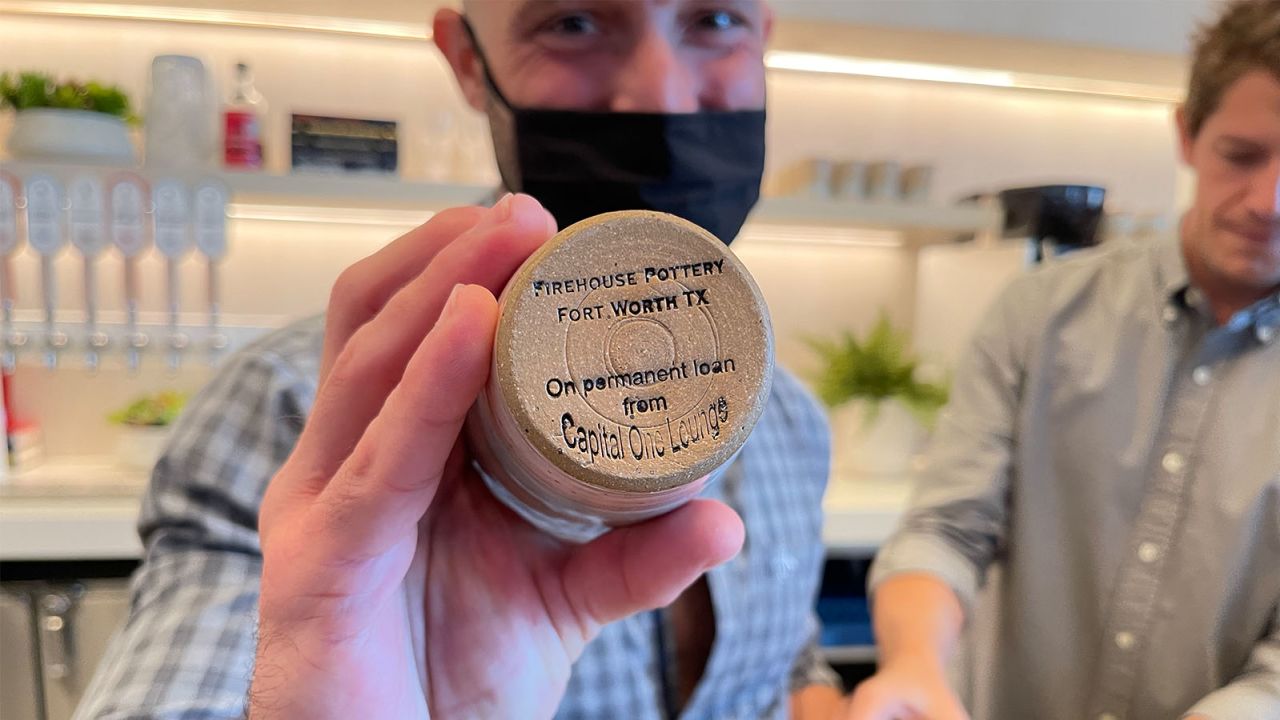 FIREHOUSE POTTERY
FORT WORTH TX
On permanent loan
from
Capital One Lounge